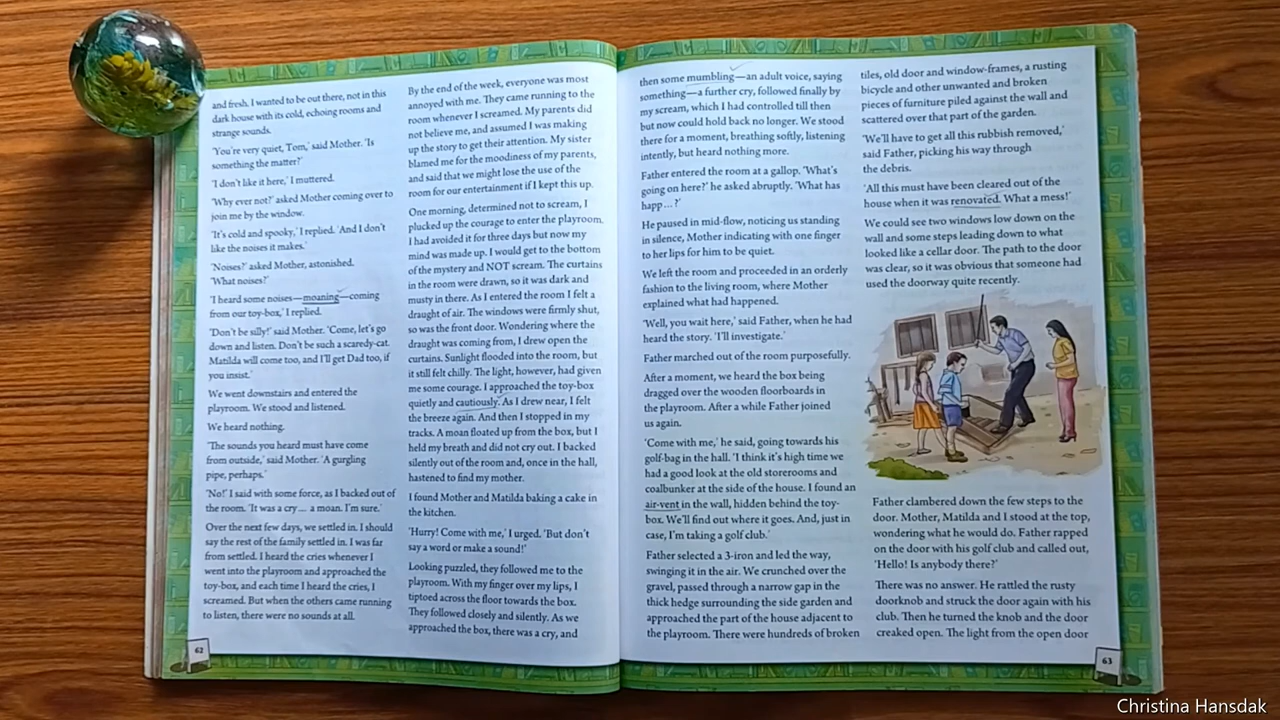 and fresh. I wanted to be out there, not in this
dark house with its cold, echoing rooms and
strange sounds.
'You're very quiet, Tom,' said Mother. 'Is
something the matter?'
'I don't like it here,' I muttered.
'Why ever not?' asked Mother coming over to
join me by the window.
'It's cold and spooky,' I replied. 'And I don't
like the noises it makes.'
'Noises?' asked Mother, astonished.
'What noises?'
'I heard some noises—moaning—coming
from our toy-box,' I replied.
'Don't be silly!' said Mother. 'Come, let's go
down and listen. Don't be such a scaredy-cat.
Matilda will come too, and I'll get Dad too, if
you insist.'
We went downstairs and entered the
playroom. We stood and listened.
We heard nothing.
'The sounds you heard must have come
from outside,' said Mother. 'A gurgling
pipe, perhaps.'
'No!' I said with some force, as I backed out of
the room. 'It was a cry... a moan. I'm sure.'
Over the next few days, we settled in. I should
say the rest of the family settled in. I was far
from settled. I heard the cries whenever I
went into the playroom and approached the
toy-box, and each time I heard the cries, I
screamed. But when the others came running
to listen, there were no sounds at all.
62
By the end of the week, everyone was most
annoyed with me. They came running to the
room whenever I screamed. My parents did
not believe me, and assumed I was making
up the story to get their attention. My sister
blamed me for the moodiness of my parents,
and said that we might lose the use of the
room for our entertainment if I kept this up.
One morning, determined not to scream, I
plucked up the courage to enter the playroom.
I had avoided it for three days but now my
mind was made up. I would get to the bottom
of the mystery and NOT scream. The curtains
in the room were drawn, so it was dark and
musty in there. As I entered the room I felt a
draught of air. The windows were firmly shut,
so was the front door. Wondering where the
draught was coming from, I drew open the
curtains. Sunlight flooded into the room, but
it still felt chilly. The light, however, had given
me some courage. I approached the toy-box
quietly and cautiously. As I drew near, I felt
the breeze again. And then I stopped in my
tracks. A moan floated up from the box, but I
held my breath and did not cry out. I backed
silently out of the room and, once in the hall,
hastened to find my mother.
I found Mother and Matilda baking a cake in
the kitchen.
'Hurry! Come with me,' I urged. 'But don't
say a word or make a sound!'
Looking puzzled, they followed me to the
playroom. With my finger over my lips, I
tiptoed across the floor towards the box.
They followed closely and silently. As we
approached the box, there was a cry, and
then some mumbling—an adult voice, saying
something—a further cry, followed finally by
my scream, which I had controlled till then
but now could hold back no longer. We stood
there for a moment, breathing softly, listening
intently, but heard nothing more.
Father entered the room at a gallop. 'What's
going on here?' he asked abruptly. 'What has
happ...?'
He paused in mid-flow, noticing us standing
in silence, Mother indicating with one finger
to her lips for him to be quiet.
We left the room and proceeded in an orderly
fashion to the living room, where Mother
explained what had happened.
'Well, you wait here,' said Father, when he had
heard the story. 'I'll investigate.'
Father marched out of the room purposefully.
After a moment, we heard the box being
dragged over the wooden floorboards in
the playroom. After a while Father joined
us again.
'Come with me,' he said, going towards his
golf-bag in the hall. 'I think it's high time we
had a good look at the old storerooms and
coalbunker at the side of the house. I found an
air-vent in the wall, hidden behind the toy-
box. We'll find out where it goes. And, just in
case, I'm taking a golf club.'
Father selected a 3-iron and led the way,
swinging it in the air. We crunched over the
gravel, passed through a narrow gap in the
thick hedge surrounding the side garden and
approached the part of the house adjacent to
the playroom. There were hundreds of broken
tiles, old door and window-frames, a rusting
bicycle and other unwanted and broken
pieces of furniture piled against the wall and
scattered over that part of the garden.
'We'll have to get all this rubbish removed,'
said Father, picking his way through
the debris.
'All this must have been cleared out of the
house when it was renovated. What a mess!'
We could see two windows low down on the
wall and some steps leading down to what
looked like a cellar door. The path to the door
was clear, so it was obvious that someone had
used the doorway quite recently.
Father clambered down the few steps to the
door. Mother, Matilda and I stood at the top,
wondering what he would do. Father rapped
on the door with his golf club and called out,
'Hello! Is anybody there?'
There was no answer. He rattled the rusty
doorknob and struck the door again with his
club. Then he turned the knob and the door
creaked open. The light from the open door
63
Christina Hansdak